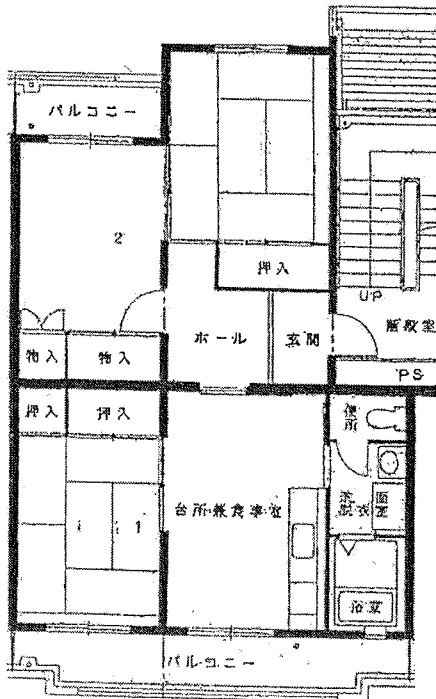 バルコニー
2
押入
UP
ホール
玄関
階段室
物入
物入
PS
押入
押入
便所
台所兼食事室
洗面
脱衣
1
浴室
バルコニー